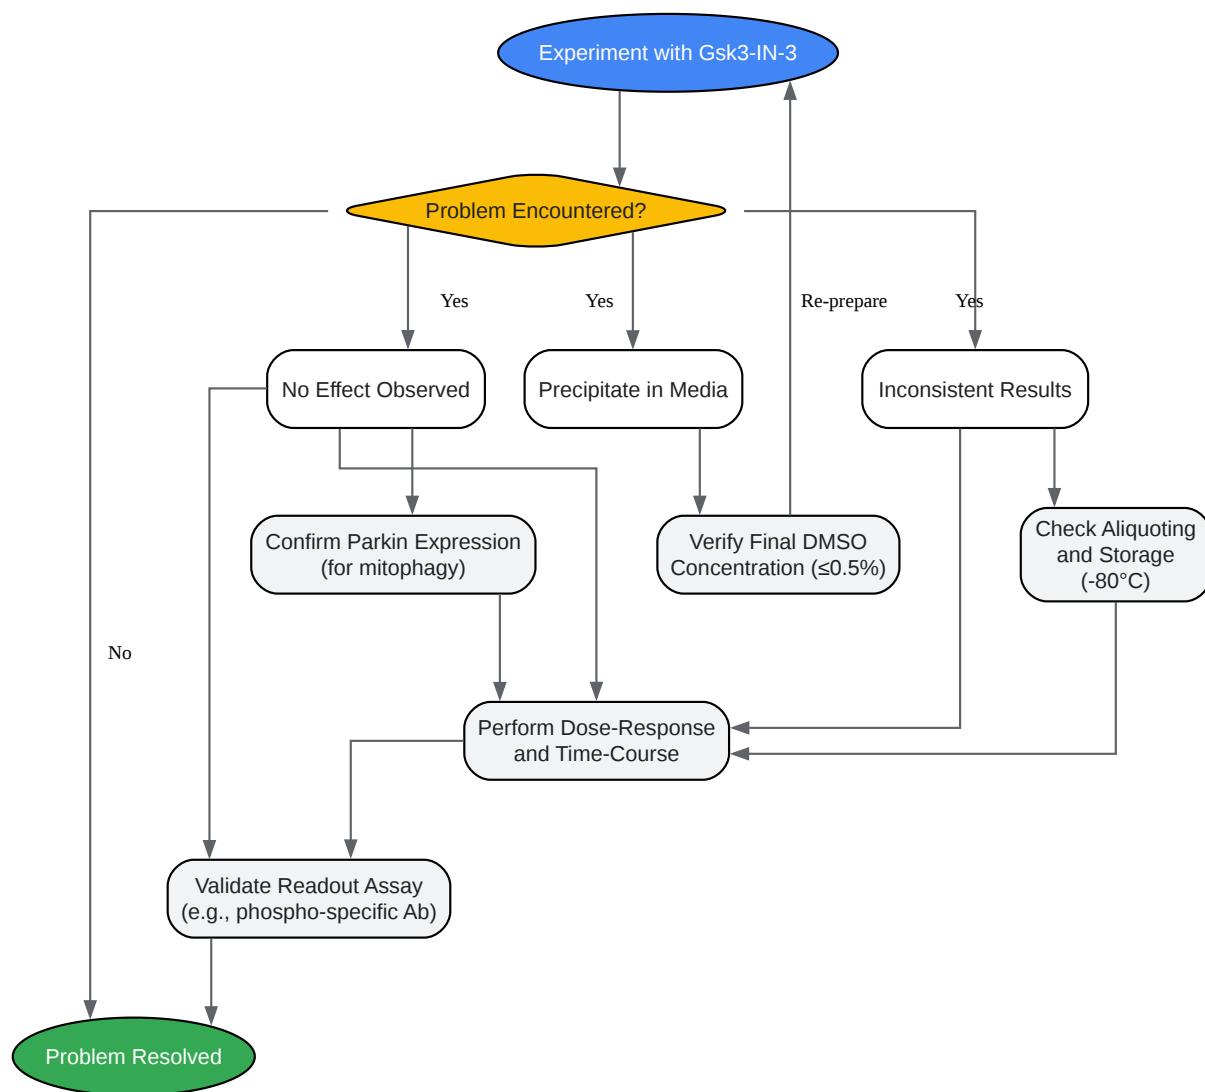 Experiment with Gsk3-IN-3
Problem Encountered?
Yes
Yes
Re-prepare
Yes
No Effect Observed
Precipitate in Media
Inconsistent Results
Confirm Parkin Expression
(for mitophagy)
Verify Final DMSO
Concentration (≤0.5%)
Check Aliquoting
and Storage
(-80°C)
No
Perform Dose-Response
and Time-Course
Validate Readout Assay
(e.g., phospho-specific Ab)
Problem Resolved